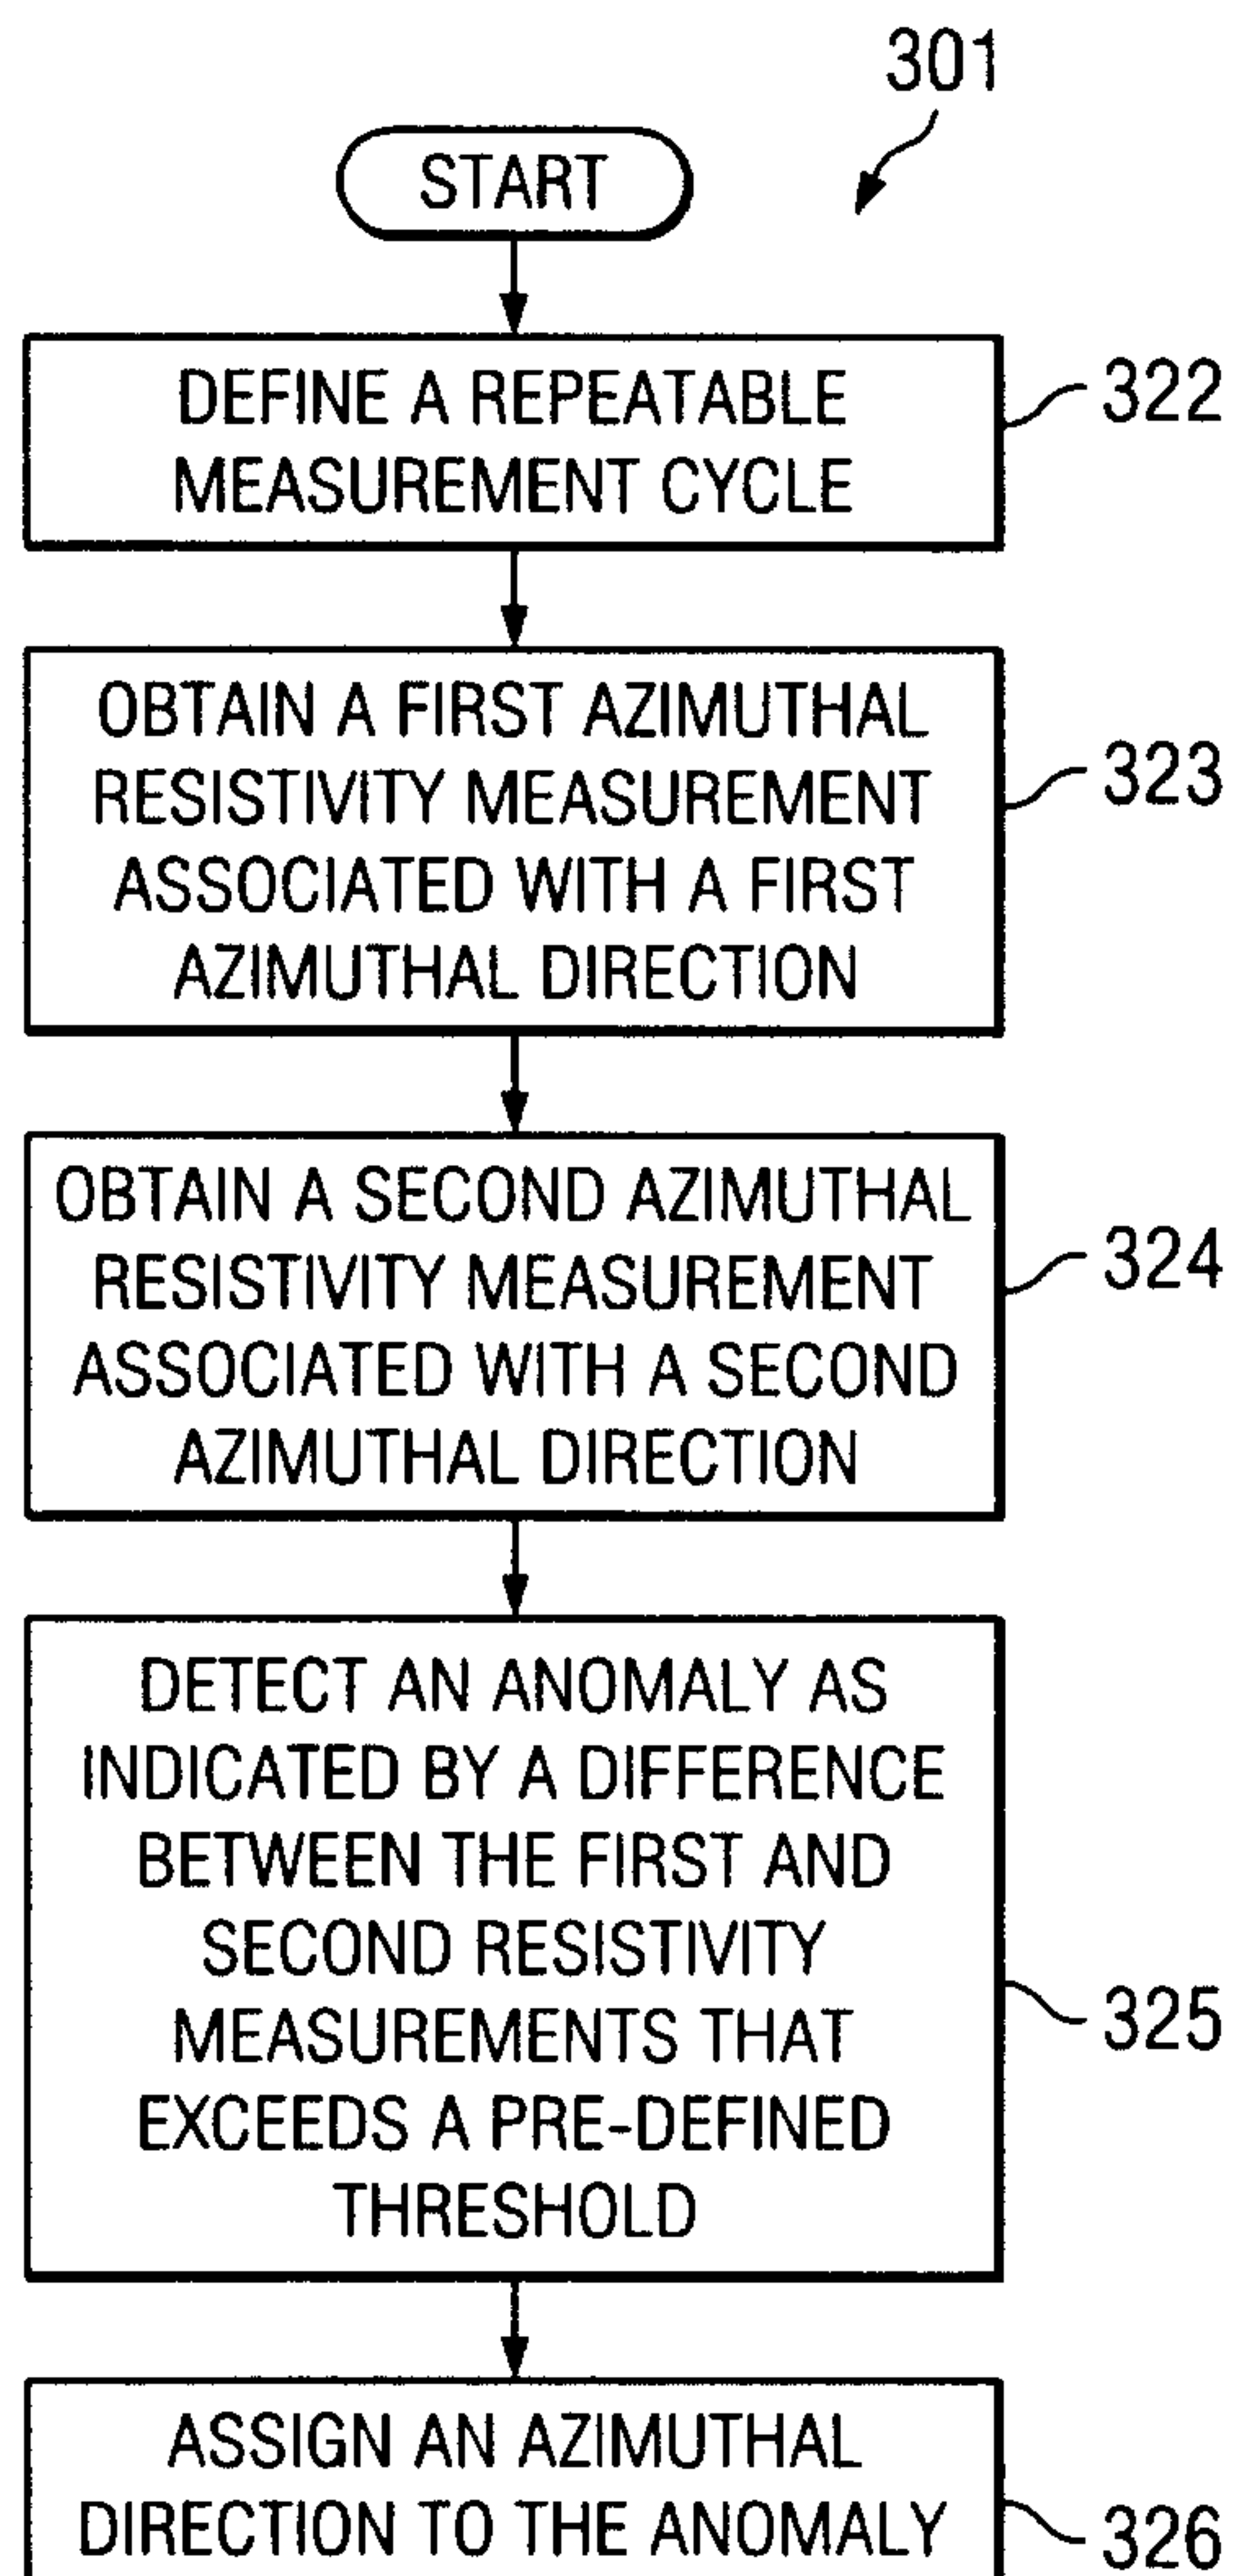 301
START
DEFINE A REPEATABLE
MEASUREMENT CYCLE
322
OBTAIN A FIRST AZIMUTHAL
RESISTIVITY MEASUREMENT
ASSOCIATED WITH A FIRST
AZIMUTHAL DIRECTION
323
OBTAIN A SECOND AZIMUTHAL
RESISTIVITY MEASUREMENT
ASSOCIATED WITH A SECOND
AZIMUTHAL DIRECTION
324
DETECT AN ANOMALY AS
INDICATED BY A DIFFERENCE
BETWEEN THE FIRST AND
SECOND RESISTIVITY
MEASUREMENTS THAT
EXCEEDS A PRE-DEFINED
THRESHOLD
325
ASSIGN AN AZIMUTHAL
DIRECTION TO THE ANOMALY
326